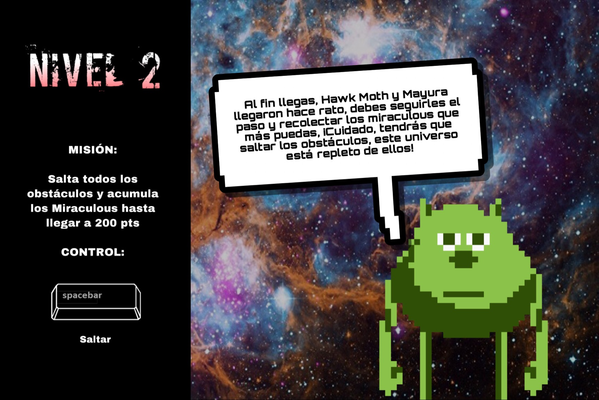 NIVEL 2
MISIÓN:
Salta todos los
obstáculos y acumula
los Miraculous hasta
llegar a 200 pts
CONTROL:
spacebar
Saltar
Al fin llegas, Hawk Moth y Mayura
llegaron hace rato, debes seguirles el
paso y recolectar los miraculous que
más puedas, ¡Cuidado, tendrás que
saltar los obstáculos, este universo
está repleto de ellos!